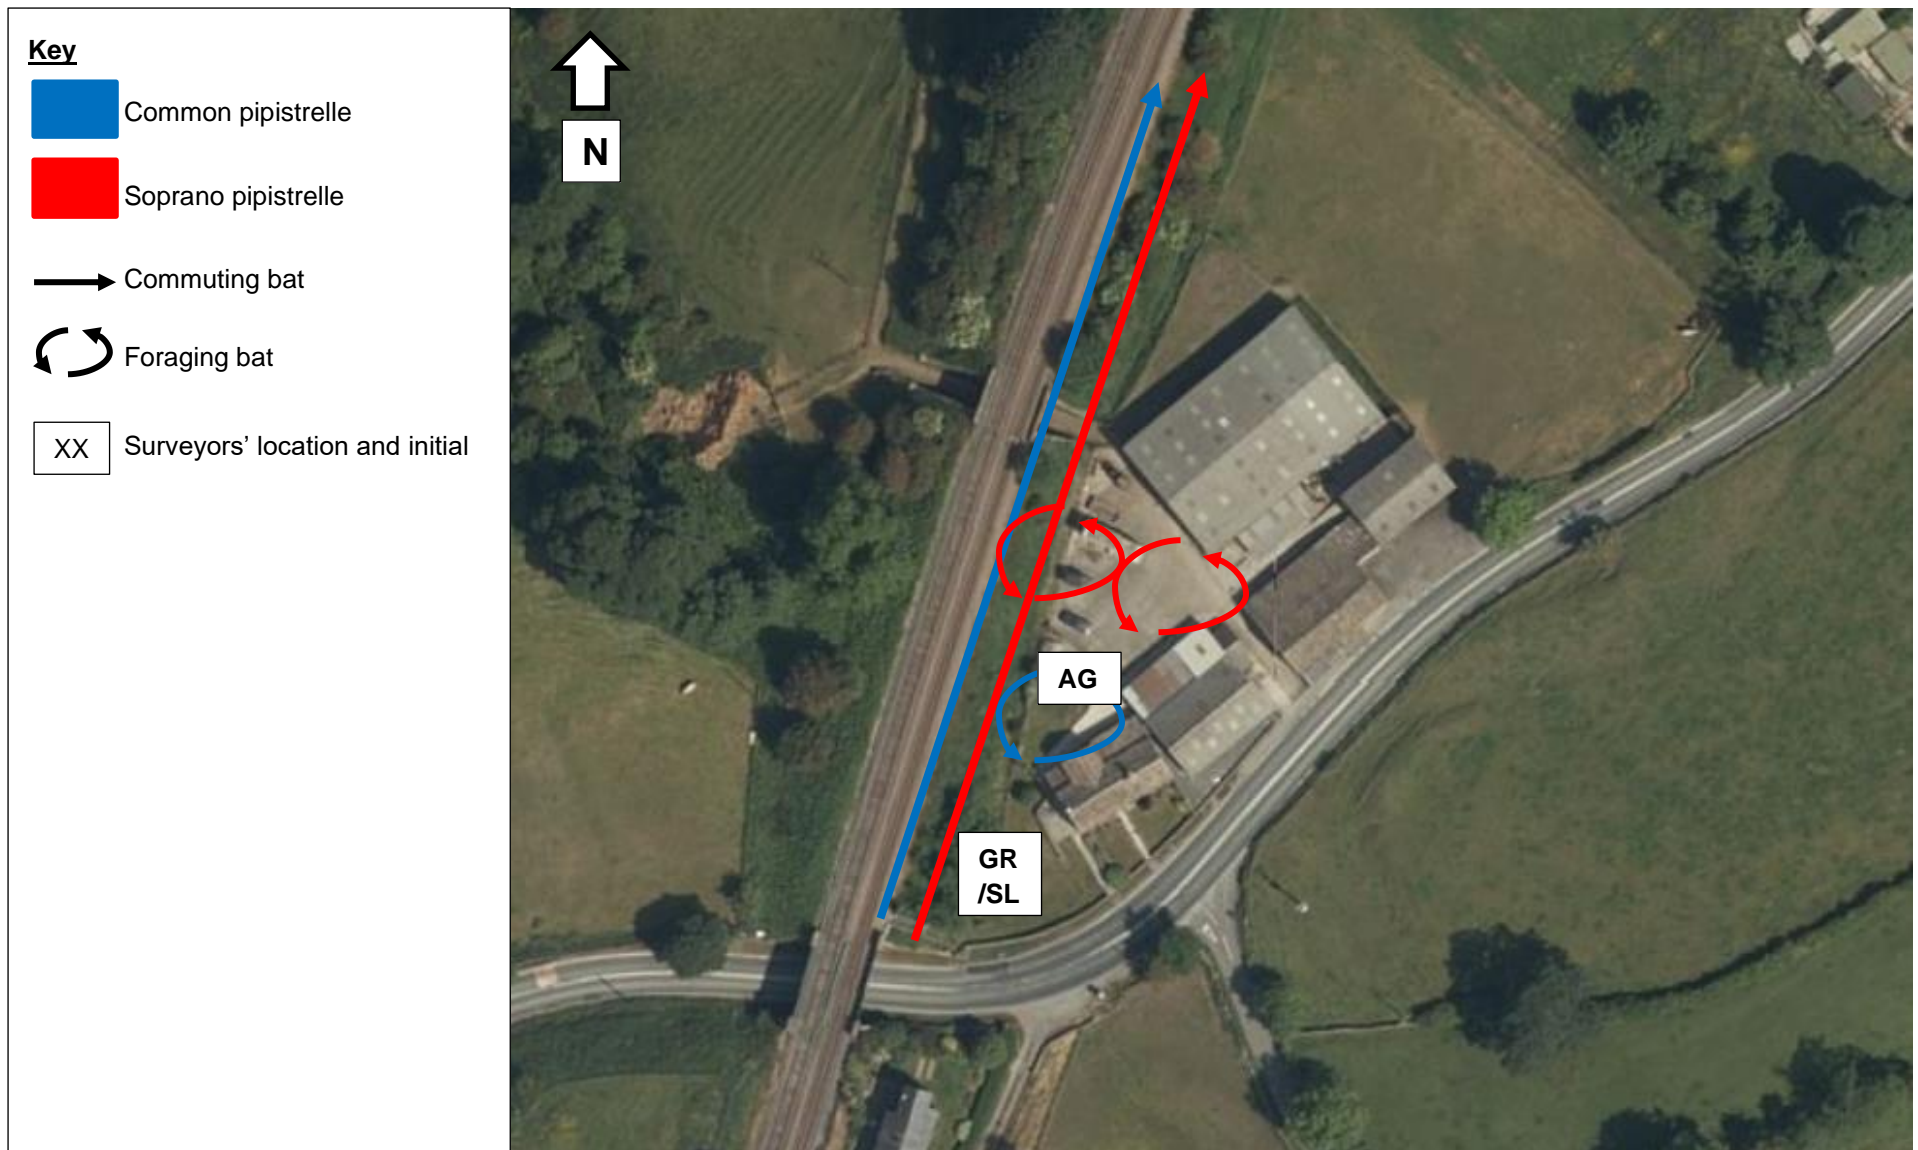 Key
Common pipistrelle
Soprano pipistrelle
Commuting bat
Foraging bat
XX
Surveyors’ location and initial
N
AG
GR
/SL